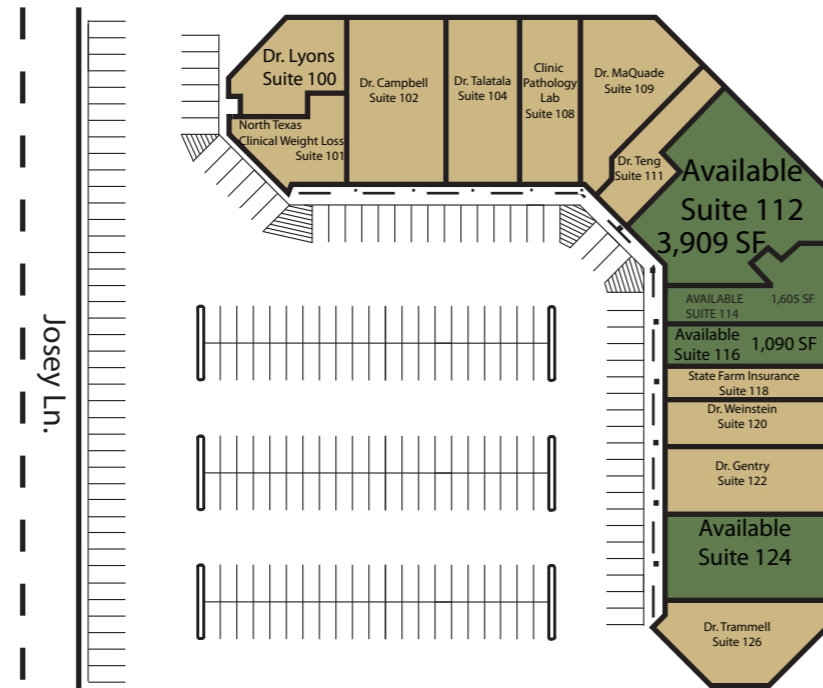 Dr. Lyons
Suite 100
North Texas
Clinical Weight Loss
Suite 101
Dr. Campbell
Suite 102
Dr. Talatala
Suite 104
Clinic
Pathology
Lab
Suite 108
Dr. MaQuade
Suite 109
Dr. Teng
Suite 111
Available
Suite 112
3,909 SF
AVAILABLE 1,605 SF
SUITE 114
Available
Suite 116 1,090 SF
State Farm Insurance
Suite 118
Dr. Weinstein
Suite 120
Dr. Gentry
Suite 122
Available
Suite 124
Dr. Trammell
Suite 126
Josey Ln.